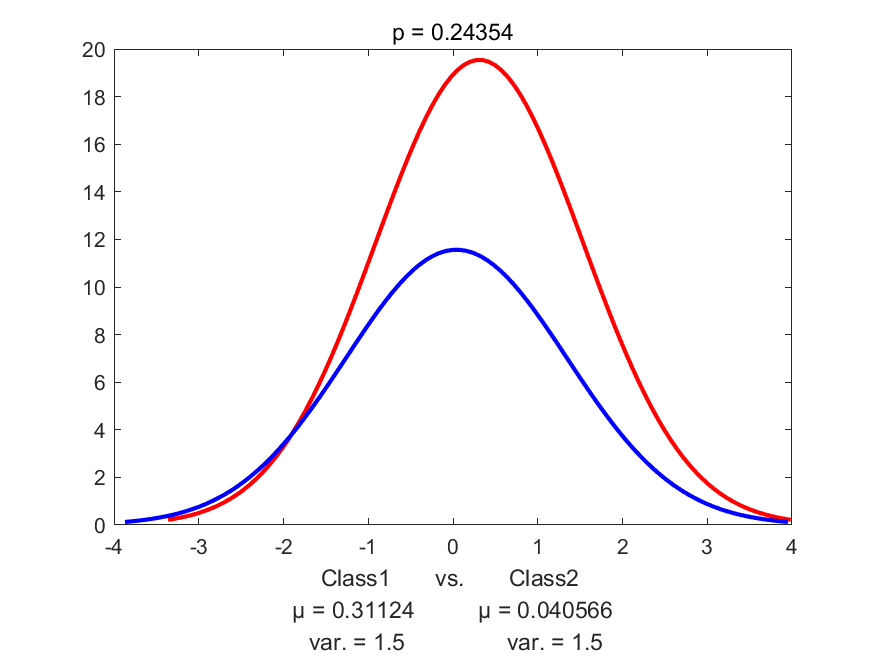 p = 0.24354
20
18
16
14
12
10
8
6
4
2
0
-4 -3 -2 -1 0 1 2 3 4
Class1 vs. Class2
μ = 0.31124 μ = 0.040566
var. = 1.5 var. = 1.5